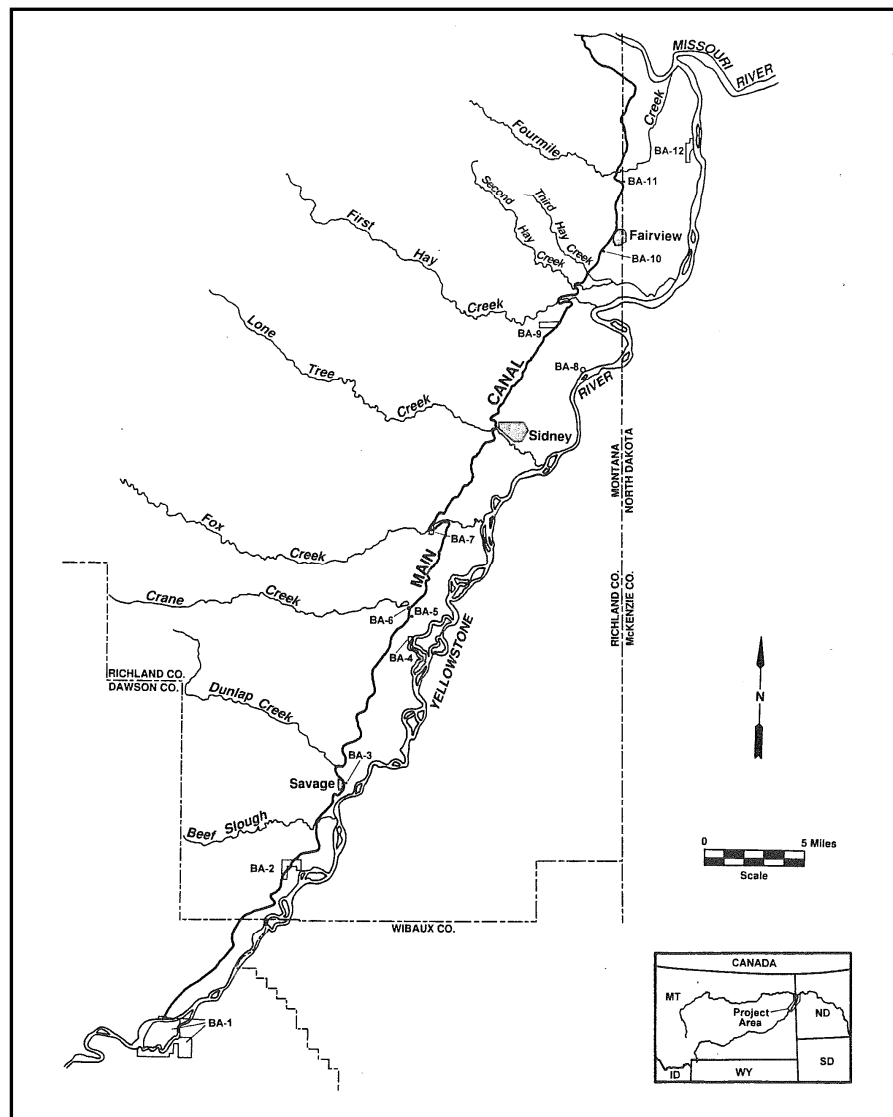 MISSOURI
RIVER
Creek
Fourmile
BA-12
BA-11
Second
Hay
Creek
Third
Hay
Creek
Fairview
BA-10
First
Hay
Creek
BA-9
Lone
Tree
Creek
CANAL
BA-8
RIVER
Sidney
MONTANA
NORTH DAKOTA
Fox
Creek
BA-7
MAIN
Crane
Creek
BA-6
BA-5
BA-4
YELLOWSTONE
RICHLAND CO.
McKENZIE CO.
RICHLAND CO.
DAWSON CO.
Dunlap Creek
N
BA-3
Savage
Beef Slough
BA-2
0 5 Miles
Scale
WIBAUX CO.
BA-1
CANADA
MT
Project
Area
ND
SD
ID
WY